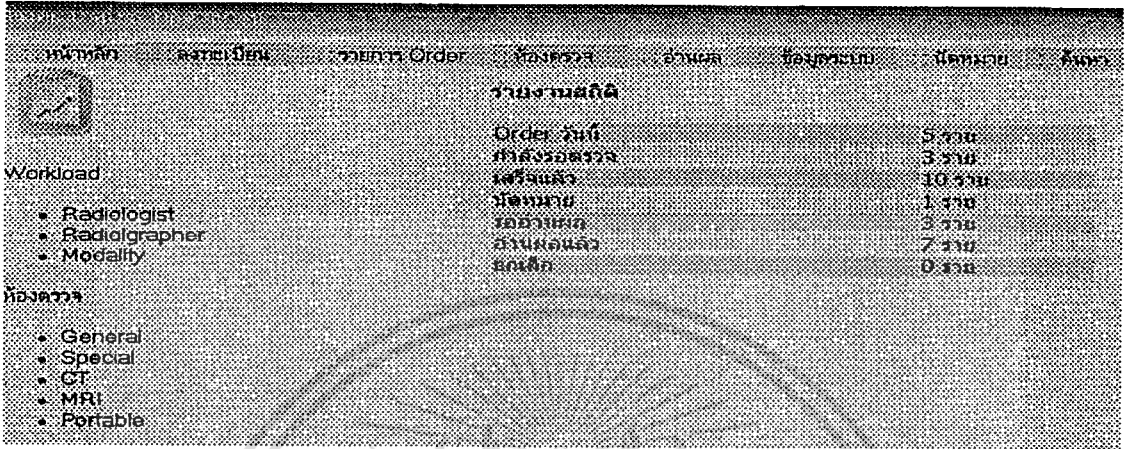 หน้าหลัก ลงทะเบียน รายการ Order ห้องตรวจ อ่านผล ข้อมูลระบบ นัดหมาย ค้นหา
รายงานสถิติ
Order วันนี้ 5 ราย
กำลังรอตรวจ 3 ราย
เสร็จแล้ว 10 ราย
นัดหมาย 1 ราย
รออ่านผล 3 ราย
อ่านผลแล้ว 7 ราย
ยกเลิก 0 ราย
Workload
Radiologist
Radiolgrapher
Modality
ห้องตรวจ
General
Special
CT
MRI
Portable